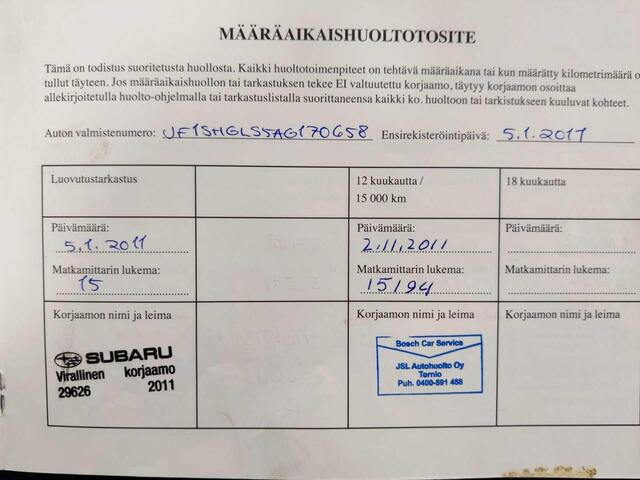 MÄÄRÄAIKAISHUOLTOTOSITE
Tämä on todistus suoritetusta huollosta. Kaikki huoltotoimenpiteet on tehtävä määräaikana tai kun määrätty kilometrimäärä o
tullut täyteen. Jos määräaikaishuollon tai tarkastuksen tekee EI valtuutettu korjaamo, täytyy korjaamon osoittaa
allekirjoitetulla huolto-ohjelmalla tai tarkastuslistalla suorittaneensa kaikki ko. huoltoon tai tarkistukseen kuuluvat kohteet.
Auton valmistenumero: JF1SHGLS5AG170658 Ensirekisteröintipäivä: 5.1.2011
Luovutustarkastus 12 kuukautta / 18 kuukautta
15 000 km
Päivämäärä: Päivämäärä: Päivämäärä:
5.1.2011 2.11.2011
Matkamittarin lukema: Matkamittarin lukema: Matkamittarin lukema:
15 15194
Korjaamon nimi ja leima Korjaamon nimi ja leima Korjaamon nimi ja leima
SUBARU
Virallinen korjaamo
29626 2011
Bosch Car Service
JSL Autohuolto Oy
Tornio
Puh. 0400-591 488